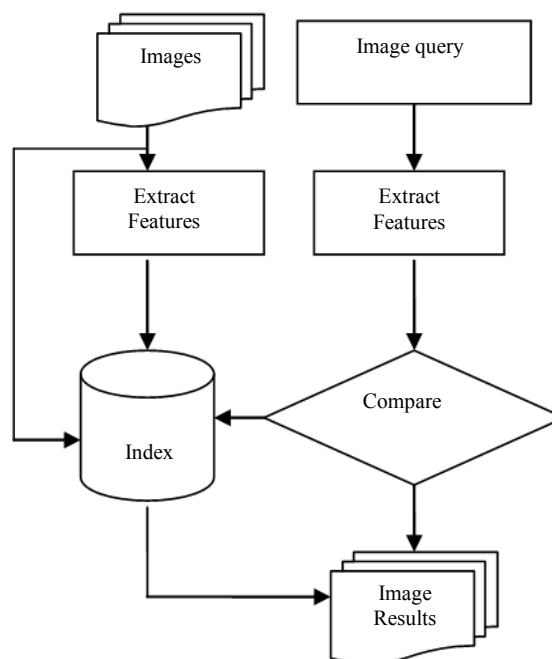 Images
Image query
Extract
Features
Extract
Features
Compare
Index
Image
Results